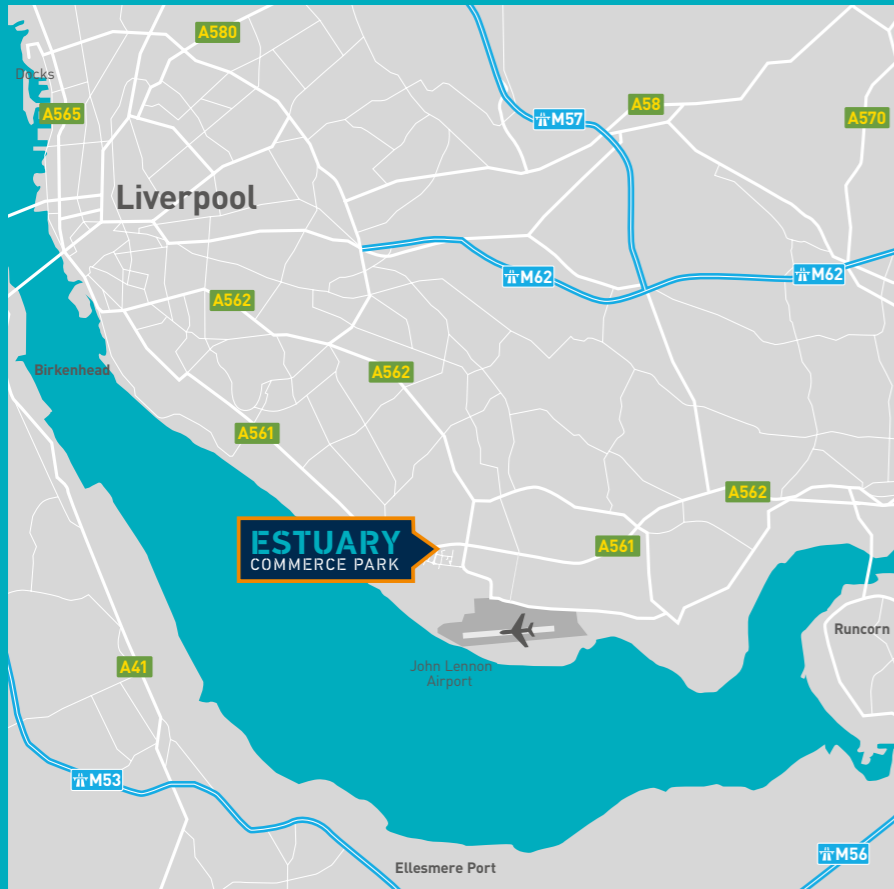 A580
Docks
A565
A58
M57
A570
Liverpool
M62
M62
A562
Birkenhead
A562
A561
A562
ESTUARY
COMMERCE PARK
A561
Runcorn
John Lennon
Airport
A41
M53
M56
Ellesmere Port